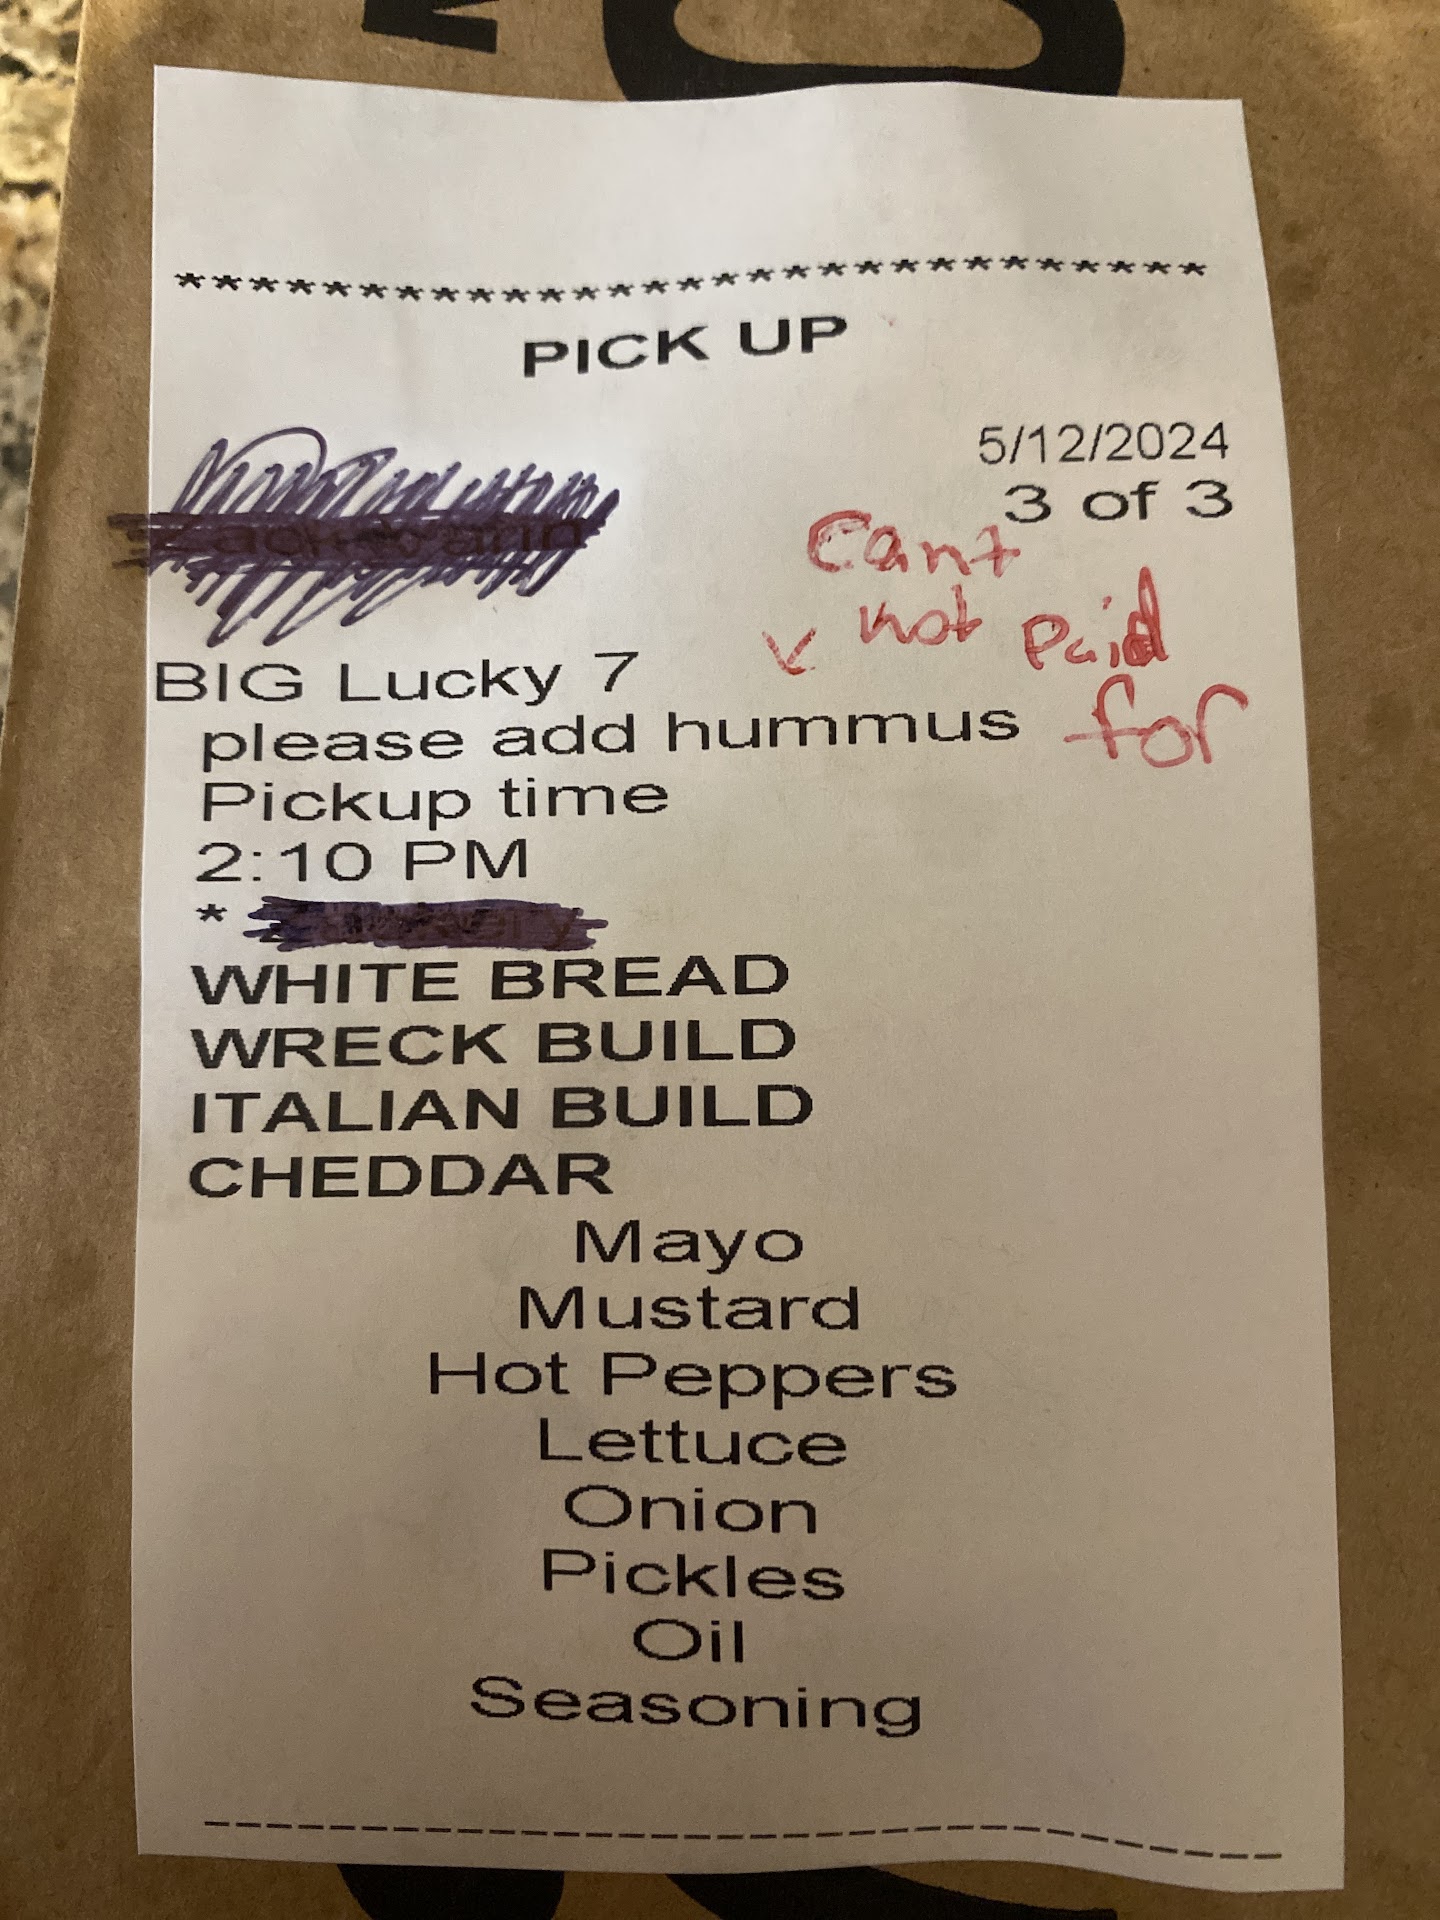 *****************************
PICK UP
5/12/2024
3 of 3
Cant
not Paid
for
BIG Lucky 7
please add hummus
Pickup time
2:10 PM
*
WHITE BREAD
WRECK BUILD
ITALIAN BUILD
CHEDDAR
Mayo
Mustard
Hot Peppers
Lettuce
Onion
Pickles
Oil
Seasoning